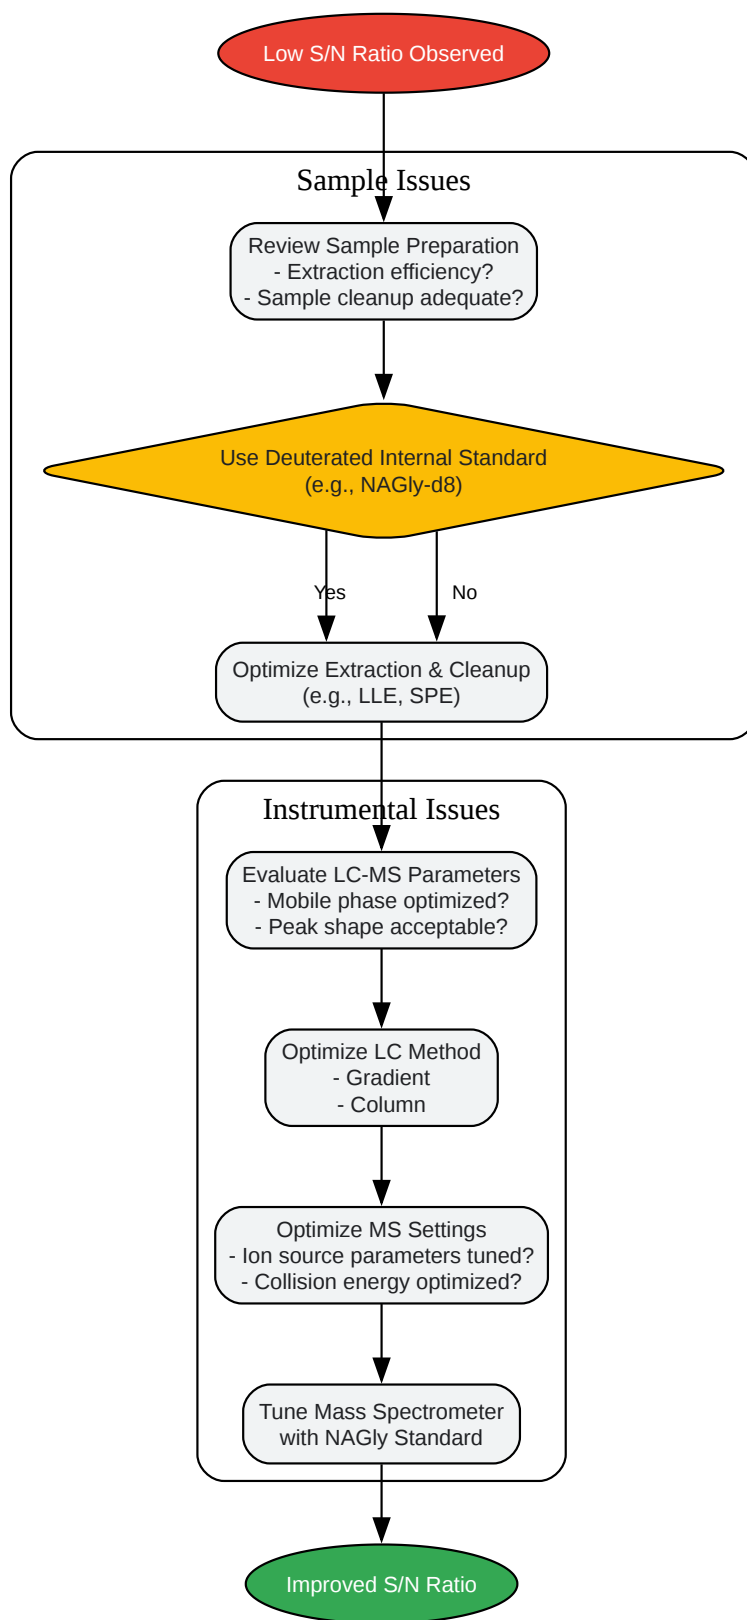 Low S/N Ratio Observed
Sample Issues
Review Sample Preparation
- Extraction efficiency?
- Sample cleanup adequate?
Use Deuterated Internal Standard
(e.g., NAGly-d8)
Yes
No
Optimize Extraction & Cleanup
(e.g., LLE, SPE)
Instrumental Issues
Evaluate LC-MS Parameters
- Mobile phase optimized?
- Peak shape acceptable?
Optimize LC Method
- Gradient
- Column
Optimize MS Settings
- Ion source parameters tuned?
- Collision energy optimized?
Tune Mass Spectrometer
with NAGly Standard
Improved S/N Ratio